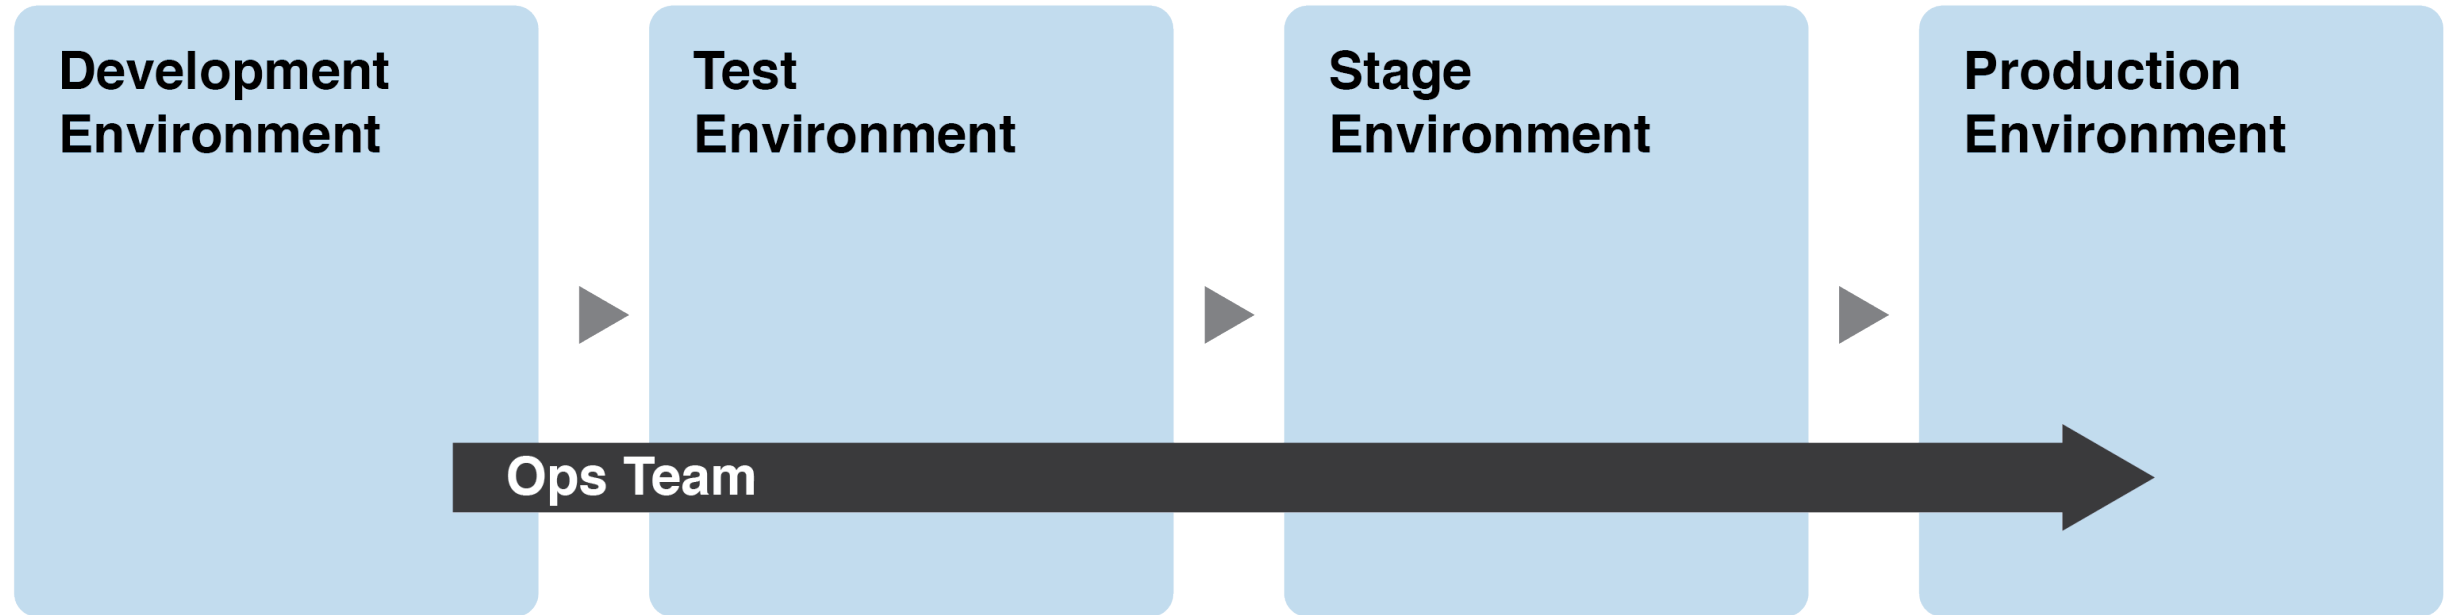 Development
Environment
Test
Environment
Stage
Environment
Production
Environment
Ops Team